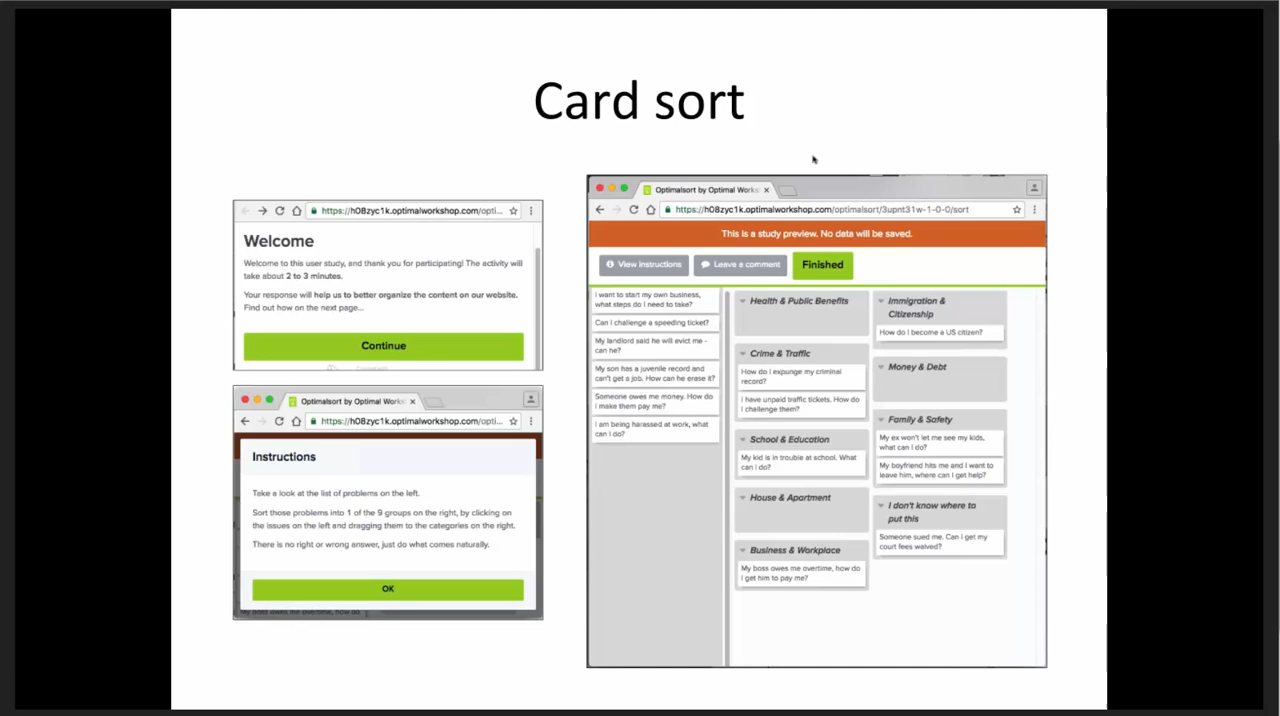 Card sort
https://h08zyc1k.optimalworkshop.com/opti...
Welcome
Welcome to this user study, and thank you for participating! The activity will
take about 2 to 3 minutes.
Your response will help us to better organize the content on our website.
Find out how on the next page...
Continue
Optimalsort by Optimal Works
https://h08zyc1k.optimalworkshop.com/opti...
Instructions
Take a look at the list of problems on the left.
Sort those problems into 1 of the 9 groups on the right, by clicking on
the issues on the left and dragging them to the categories on the right.
There is no right or wrong answer, just do what comes naturally.
OK
My boss owes me overtime, how do
Optimalsort by Optimal Works
https://h08zyc1k.optimalworkshop.com/optimalsort/3upnt31w-1-0-0/sort
This is a study preview. No data will be saved.
View instructions
Leave a comment
Finished
I want to start my own business,
what steps do I need to take?
Can I challenge a speeding ticket?
My landlord said he will evict me -
can he?
My son has a juvenile record and
can't get a job. How can he erase it?
Someone owes me money. How do
I make them pay me?
I am being harassed at work, what
can I do?
Health & Public Benefits
Crime & Traffic
How do I expunge my criminal
record?
I have unpaid traffic tickets. How do
I challenge them?
School & Education
My kid is in trouble at school. What
can I do?
House & Apartment
Business & Workplace
My boss owes me overtime, how do
I get him to pay me?
Immigration &
Citizenship
How do I become a US citizen?
Money & Debt
Family & Safety
My ex won't let me see my kids,
what can I do?
My boyfriend hits me and I want to
leave him, where can I get help?
I don't know where to
put this
Someone sued me. Can I get my
court fees waived?